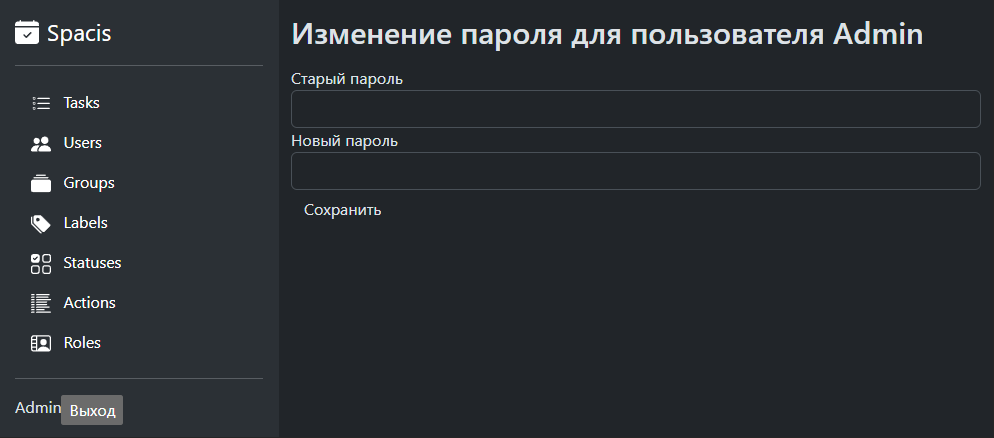 Spacis
Tasks
Users
Groups
Labels
Statuses
Actions
Roles
Admin Выход
Изменение пароля для пользователя Admin
Старый пароль
Новый пароль
Сохранить